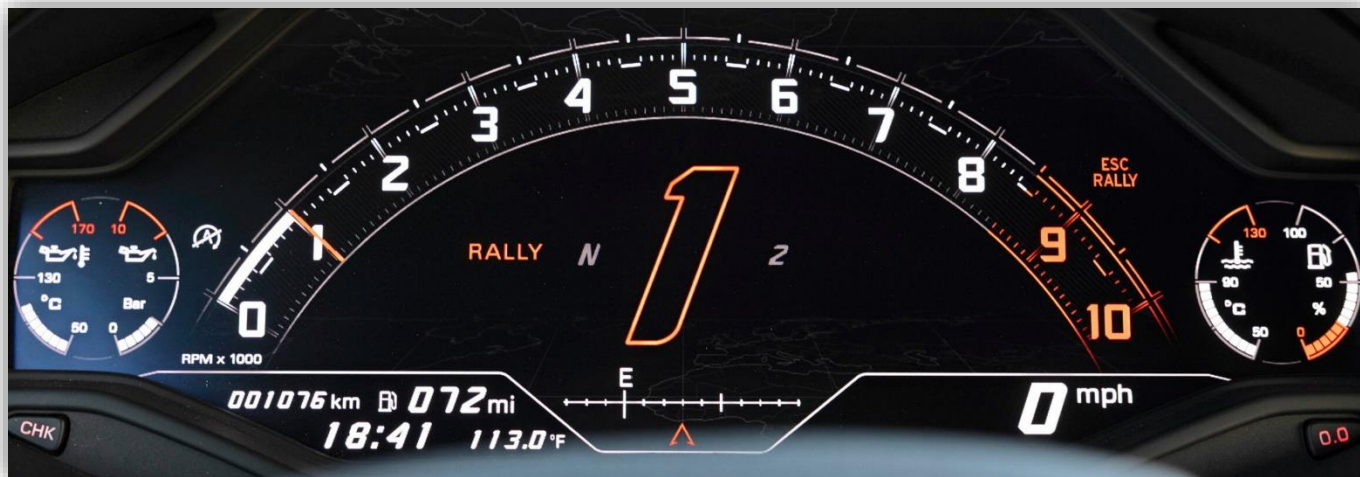 5
4 6
3 7
2 8
ESC
RALLY
170 10
130 5
°C Bar
50 0
1
0
RPM x 1000
RALLY N 1 2
9
10
130 100
90 50
°C %
50 0
E
001076 km 072 mi
18:41 113.0 °F
0 mph
CHK
0.0